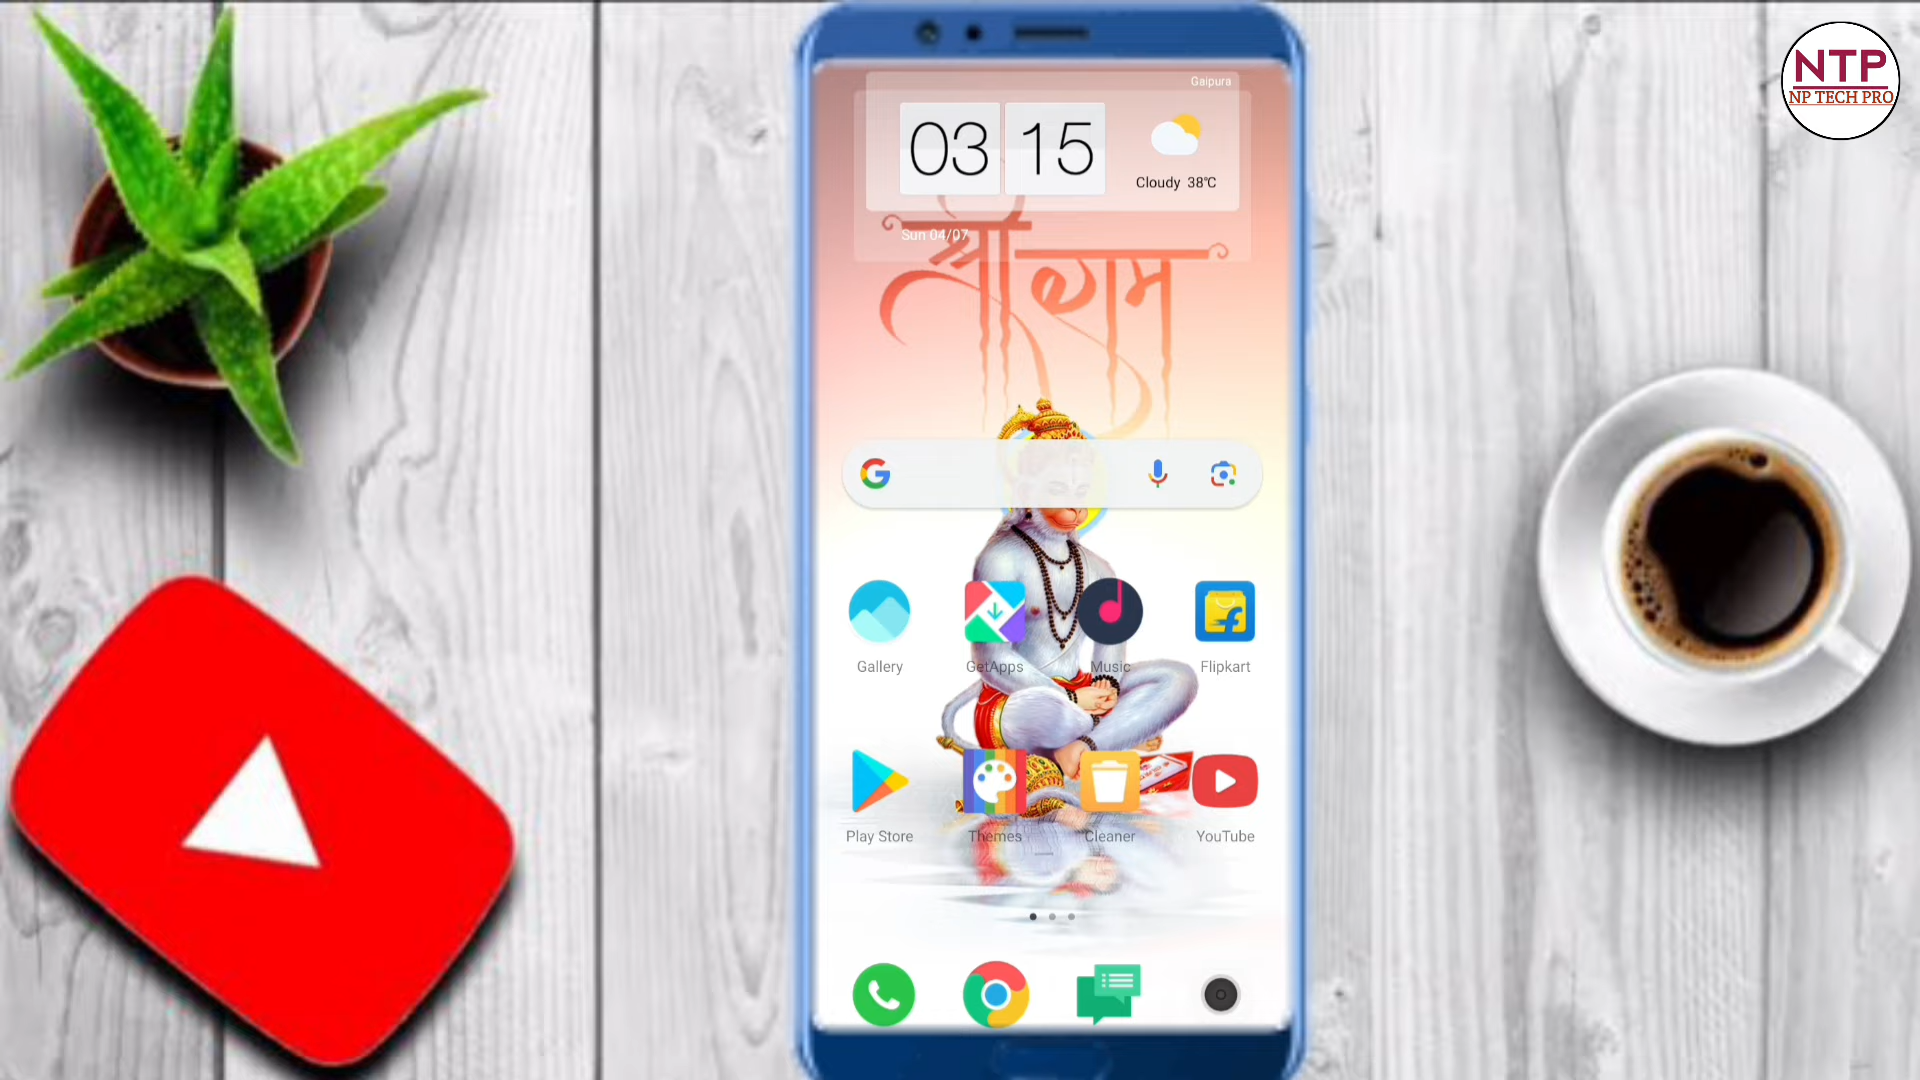 NTP
NP TECH PRO
Gaipura
03 15
Cloudy 38°C
Sun 04/07
श्री राम
Gallery
GetApps
Music
Flipkart
Play Store
Themes
Cleaner
YouTube